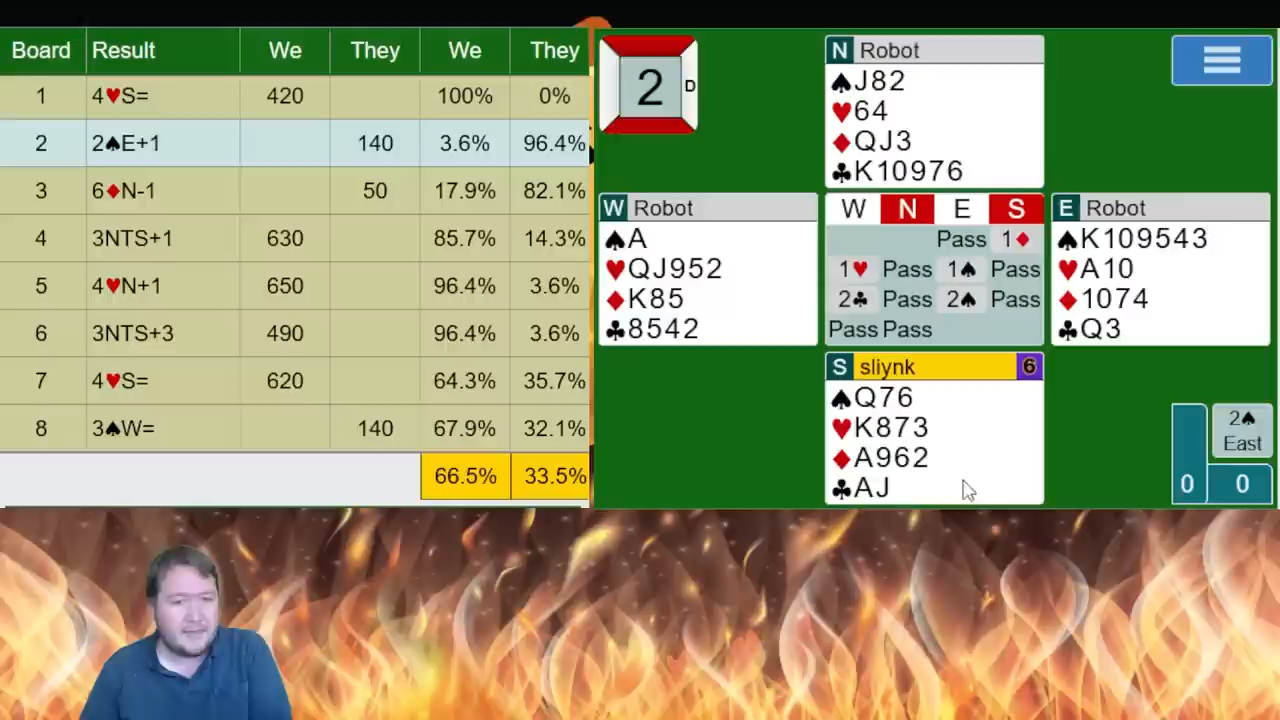 Board Result We They We They
1 4♥S= 420 100% 0%
2 2♠E+1 140 3.6% 96.4%
3 6♦N-1 50 17.9% 82.1%
4 3NTS+1 630 85.7% 14.3%
5 4♥N+1 650 96.4% 3.6%
6 3NTS+3 490 96.4% 3.6%
7 4♥S= 620 64.3% 35.7%
8 3♠W= 140 67.9% 32.1%
66.5% 33.5%
2 D
N Robot
♠J82
♥64
♦QJ3
♣K10976
W Robot
♠A
♥QJ952
♦K85
♣8542
W N E S
Pass 1♦
1♥ Pass 1♠ Pass
2♣ Pass 2♠ Pass
Pass Pass
E Robot
♠K109543
♥A10
♦1074
♣Q3
S sliynk 6
♠Q76
♥K873
♦A962
♣AJ
2♠
East
0 0